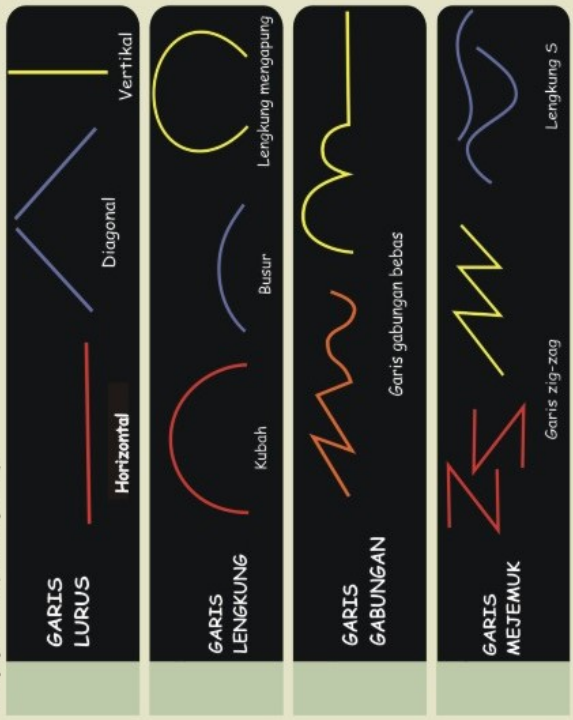 GARIS
LURUS
Horizontal
Diagonal
Vertikal
GARIS
LENGKUNG
Kubah
Busur
Lengkung mengapung
GARIS
GABUNGAN
Garis gabungan bebas
GARIS
MEJEMUK
Garis zig-zag
Lengkung S